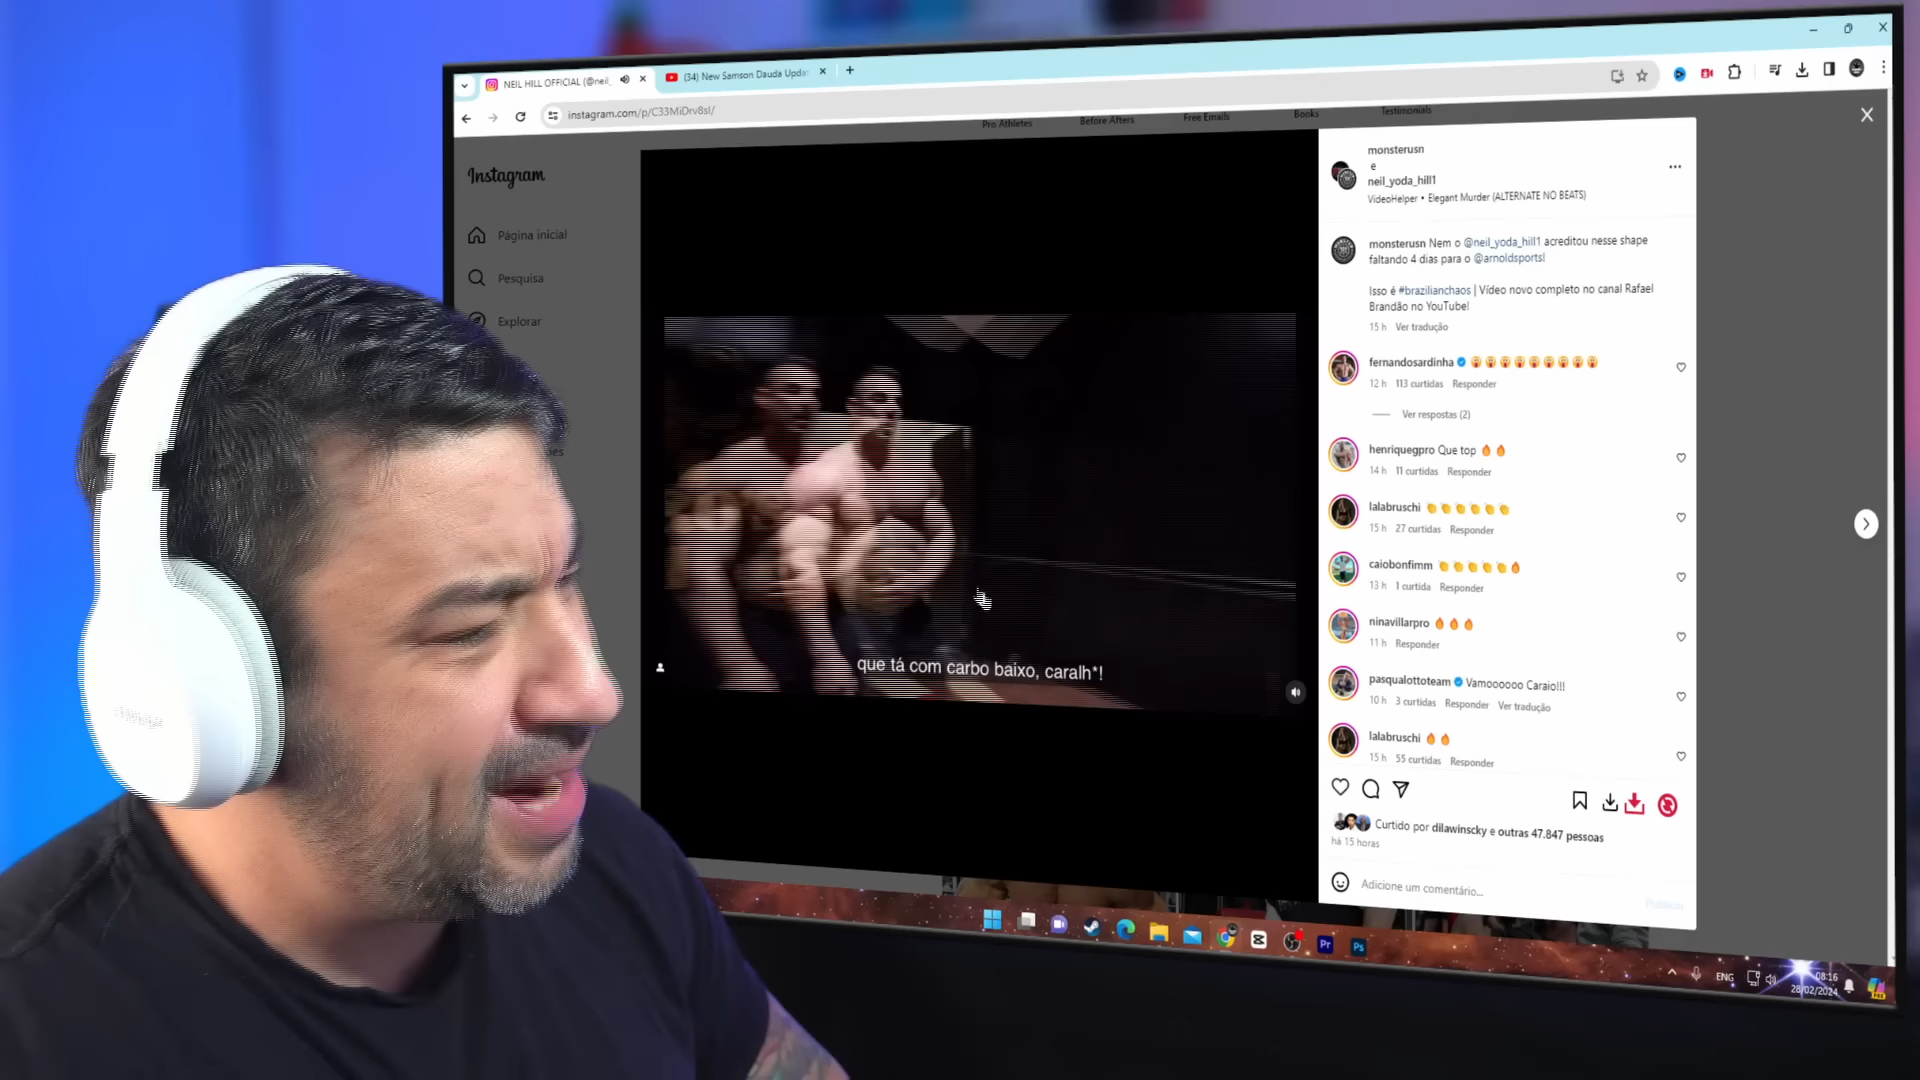 NEIL HILL OFFICIAL (@neil_
(34) New Samson Dauda Upda
instagram.com/p/C33MiDrv8sI/
Pro Athletes
Before Afters
Free Emails
Books
Testimonials
Instagram
Página inicial
Pesquisa
Explorar
que tá com carbo baixo, caralh*!
monsterusn
e
neil_yoda_hill1
VideoHelper • Elegant Murder (ALTERNATE NO BEATS)
monsterusn Nem o @neil_yoda_hill1 acreditou nesse shape
faltando 4 dias para o @arnoldsports!
Isso é #brazilianchaos | Vídeo novo completo no canal Rafael
Brandão no YouTube!
15 h Ver tradução
fernandosardinha
12 h 113 curtidas Responder
Ver respostas (2)
henriquegpro Que top
14 h 11 curtidas Responder
lalabruschi
15 h 27 curtidas Responder
caiobonfimm
13 h 1 curtida Responder
ninavillarpro
11 h Responder
pasqualottoteam Vamoooooo Caraio!!!
10 h 3 curtidas Responder Ver tradução
lalabruschi
15 h 55 curtidas Responder
Curtido por dilawinscky e outras 47.847 pessoas
há 15 horas
Adicione um comentário...
Publicar
Pr
Ps
ENG
08:16
28/02/2024